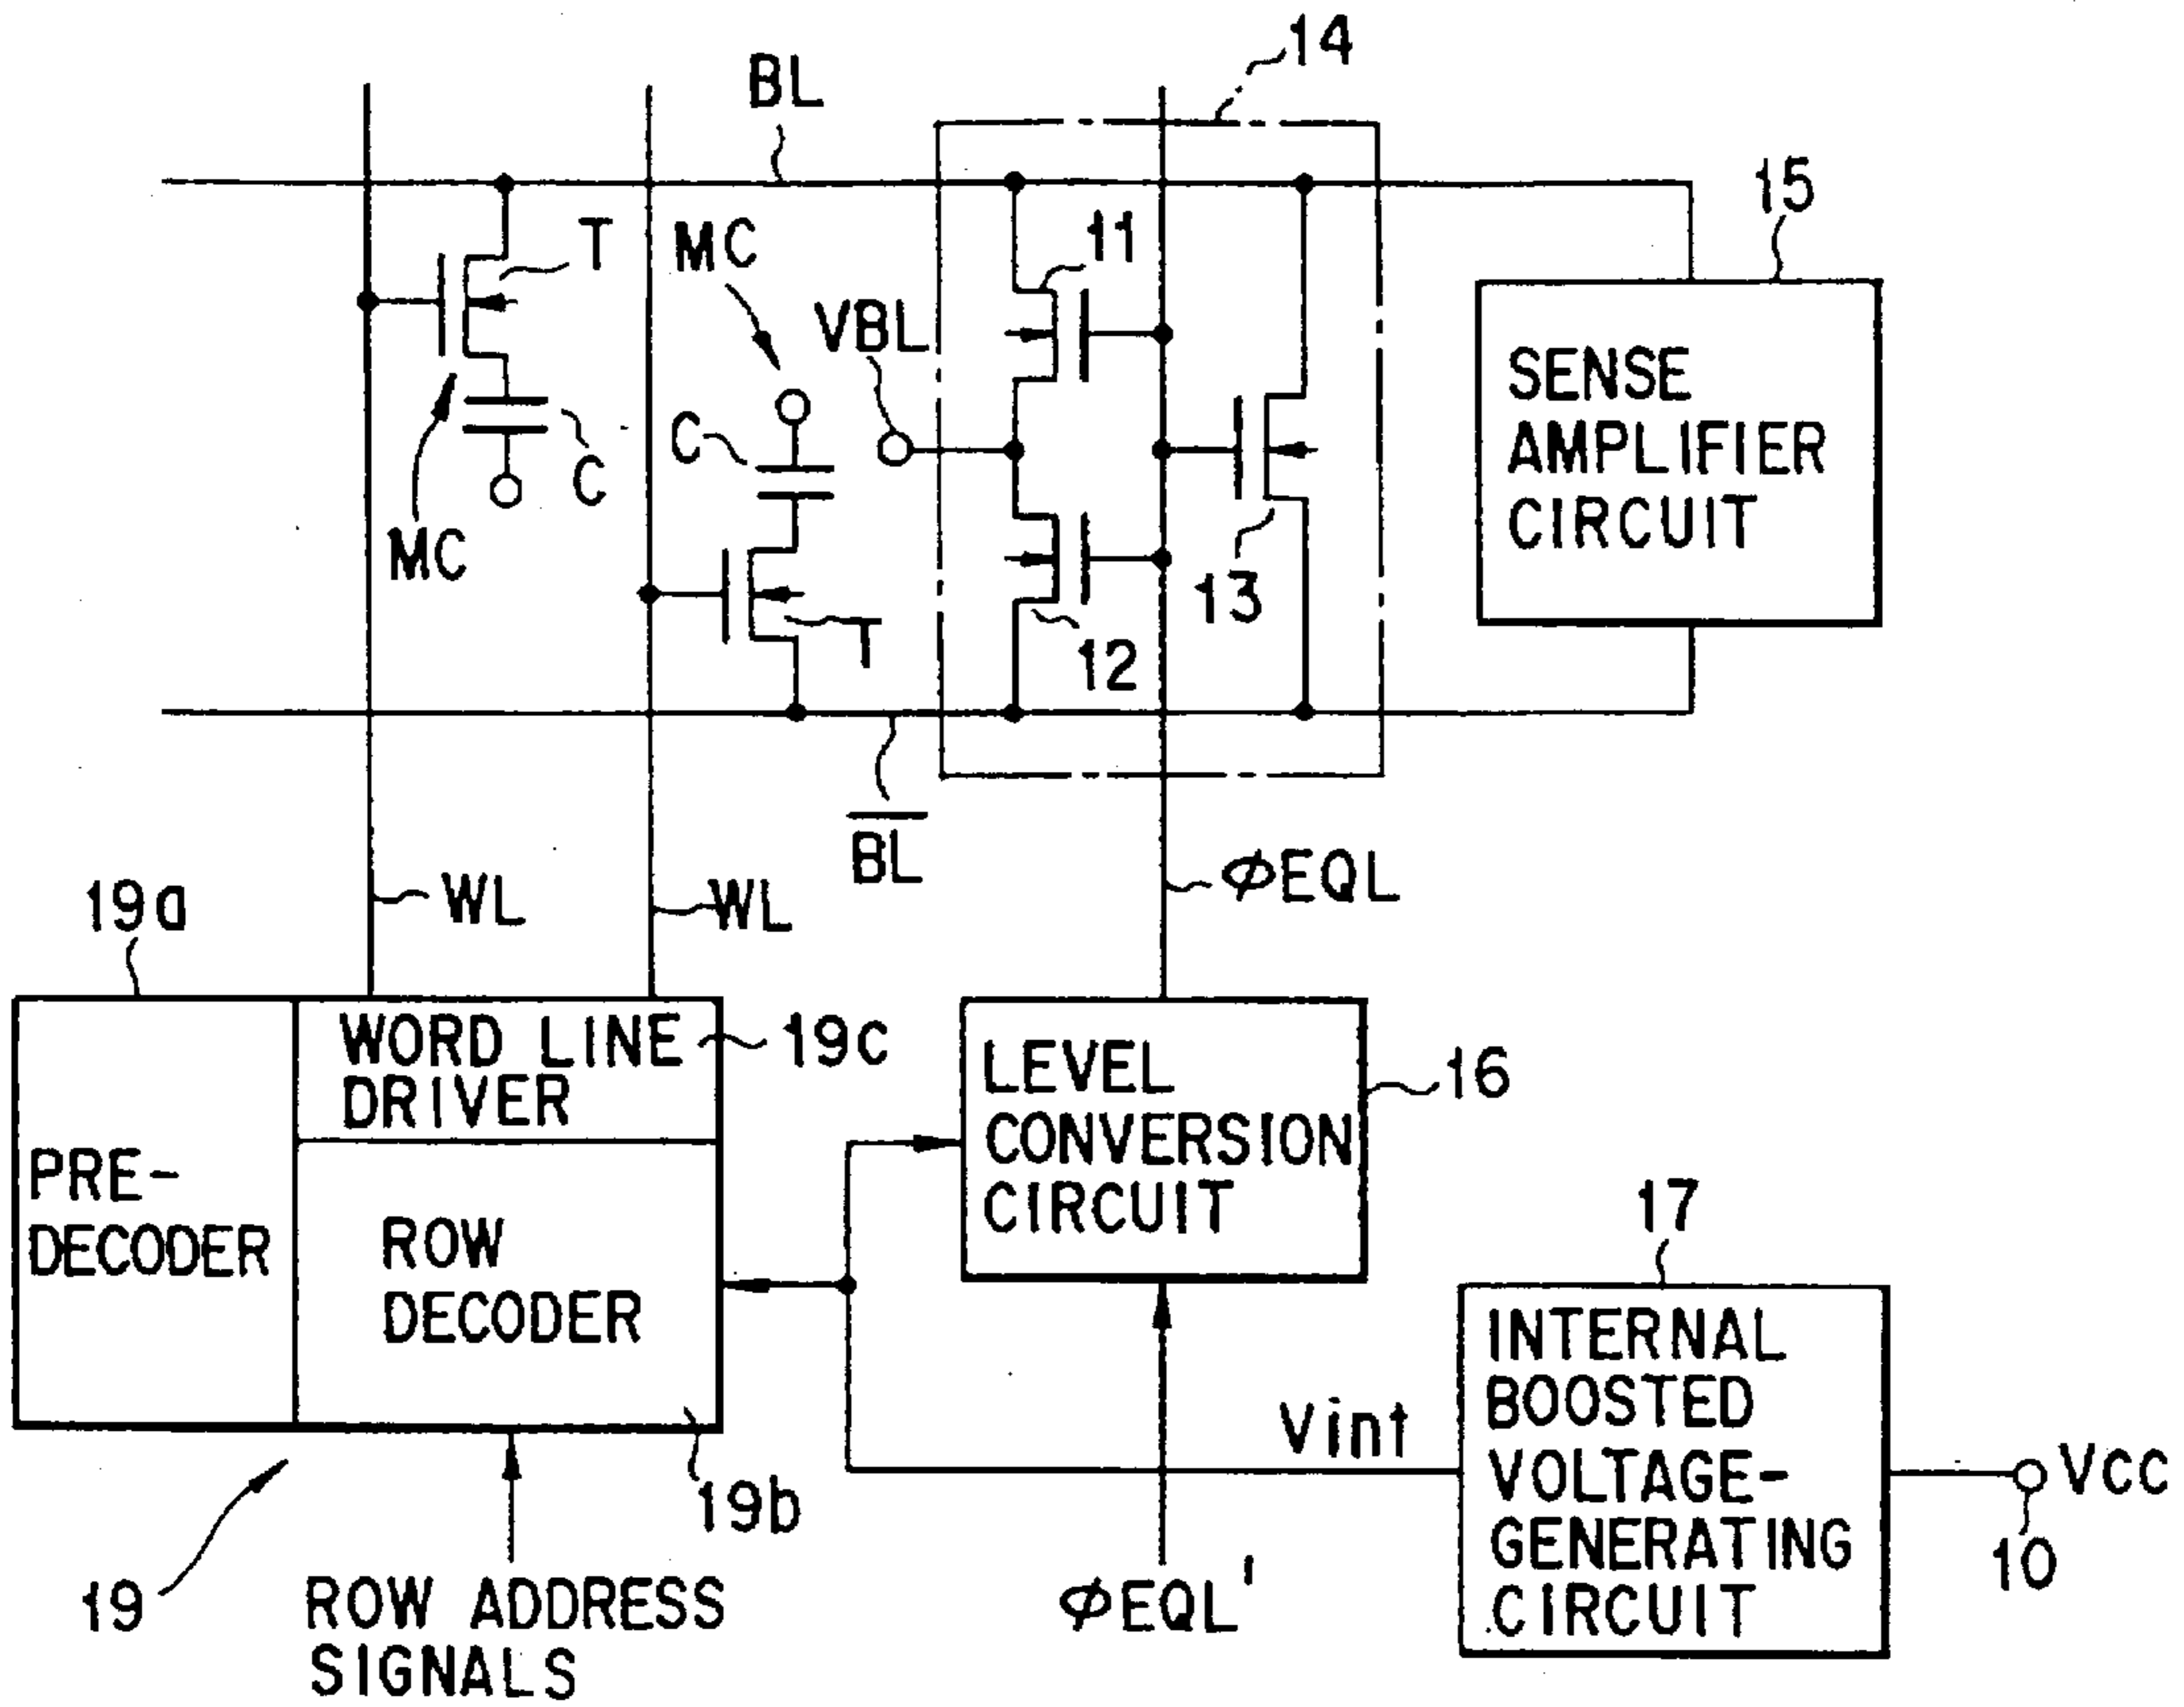 14
BL
15
T
MC
11
VBL
SENSE
AMPLIFIER
CIRCUIT
C
C
MC
13
T
12
BL
ϕEQL
19a
WL
WL
WORD LINE
DRIVER
19c
LEVEL
CONVERSION
CIRCUIT
16
PRE-
DECODER
ROW
DECODER
17
INTERNAL
BOOSTED
VOLTAGE-
GENERATING
CIRCUIT
Vint
VCC
19b
10
19
ROW ADDRESS
SIGNALS
ϕEQL'